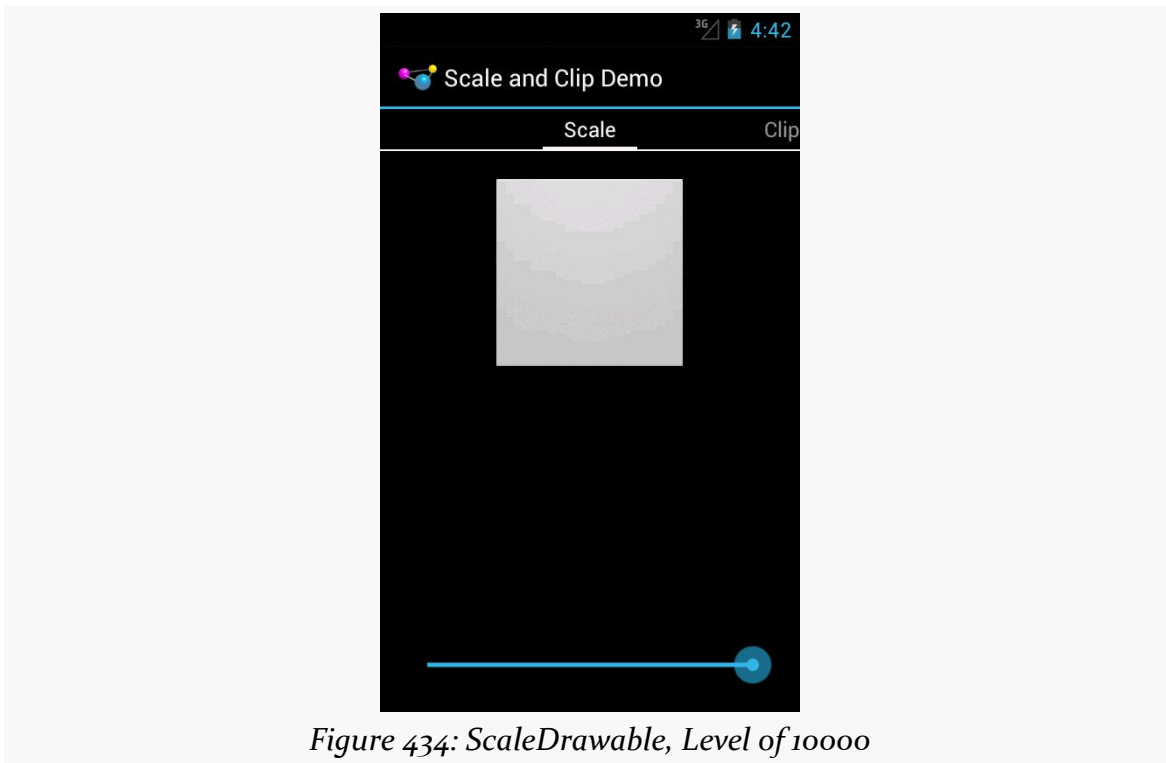 3G 4:42
Scale and Clip Demo
Scale Clip
Figure 434: ScaleDrawable, Level of 10000